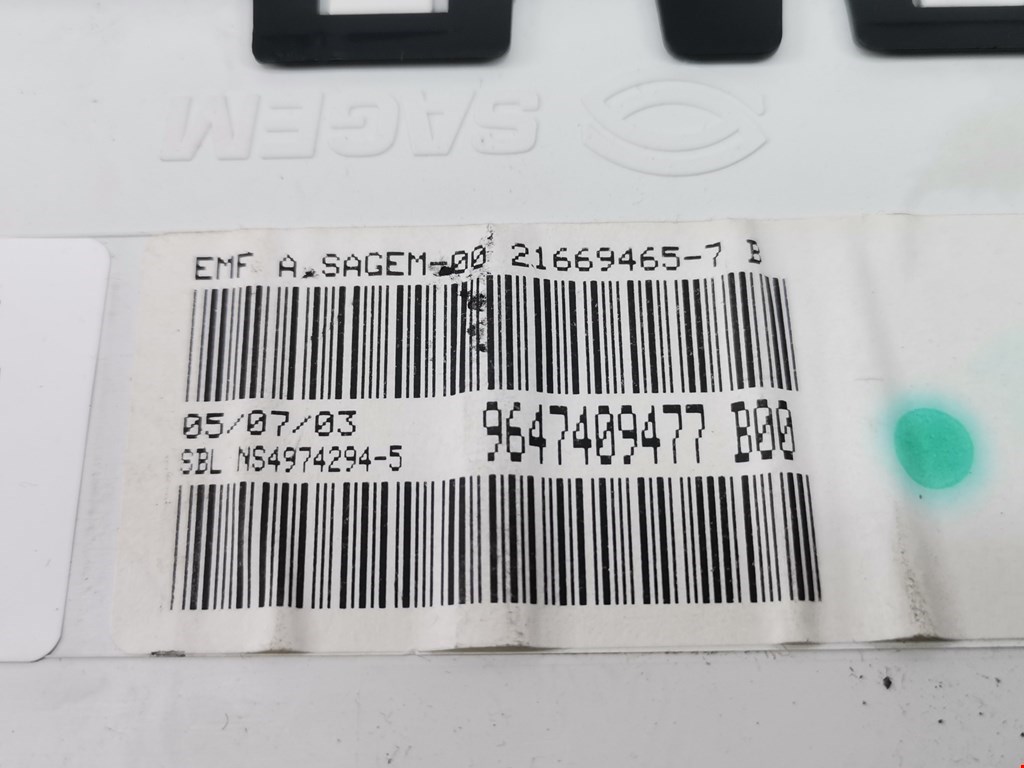 SAGEM
EMF A.SAGEM-00 21669465-7 B
05/07/03
9647409477 B00
SBL NS4974294-5